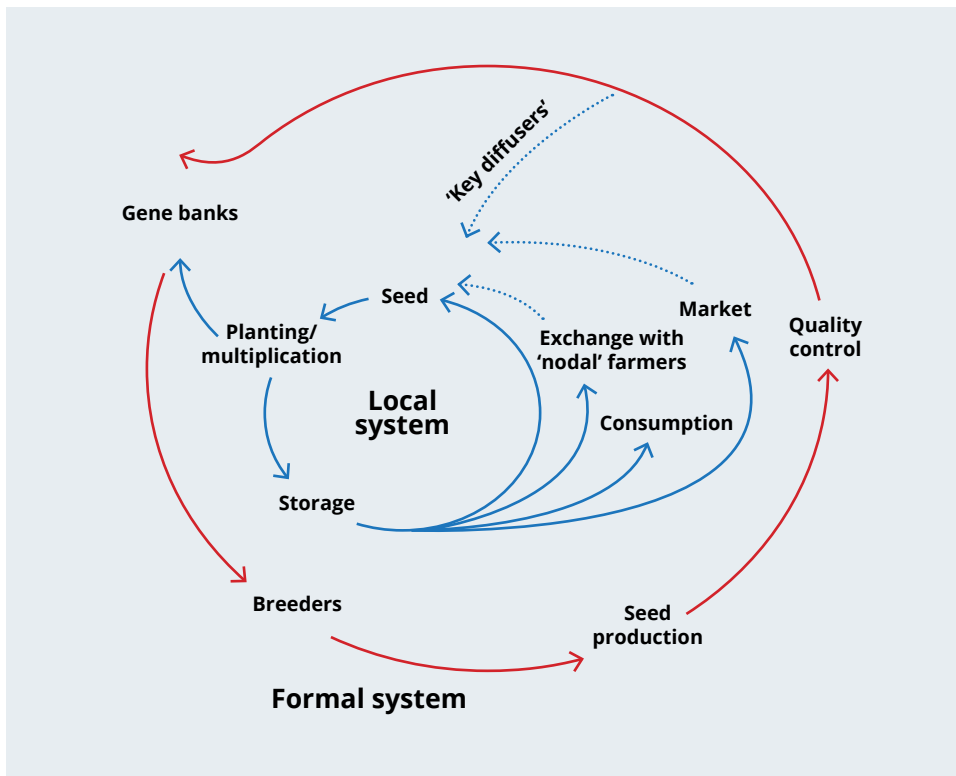 ‘Key diffusers’
Gene banks
Seed
Market
Quality
control
Planting/
multiplication
Exchange with
‘nodal’ farmers
Local
system
Consumption
Storage
Breeders
Seed
production
Formal system